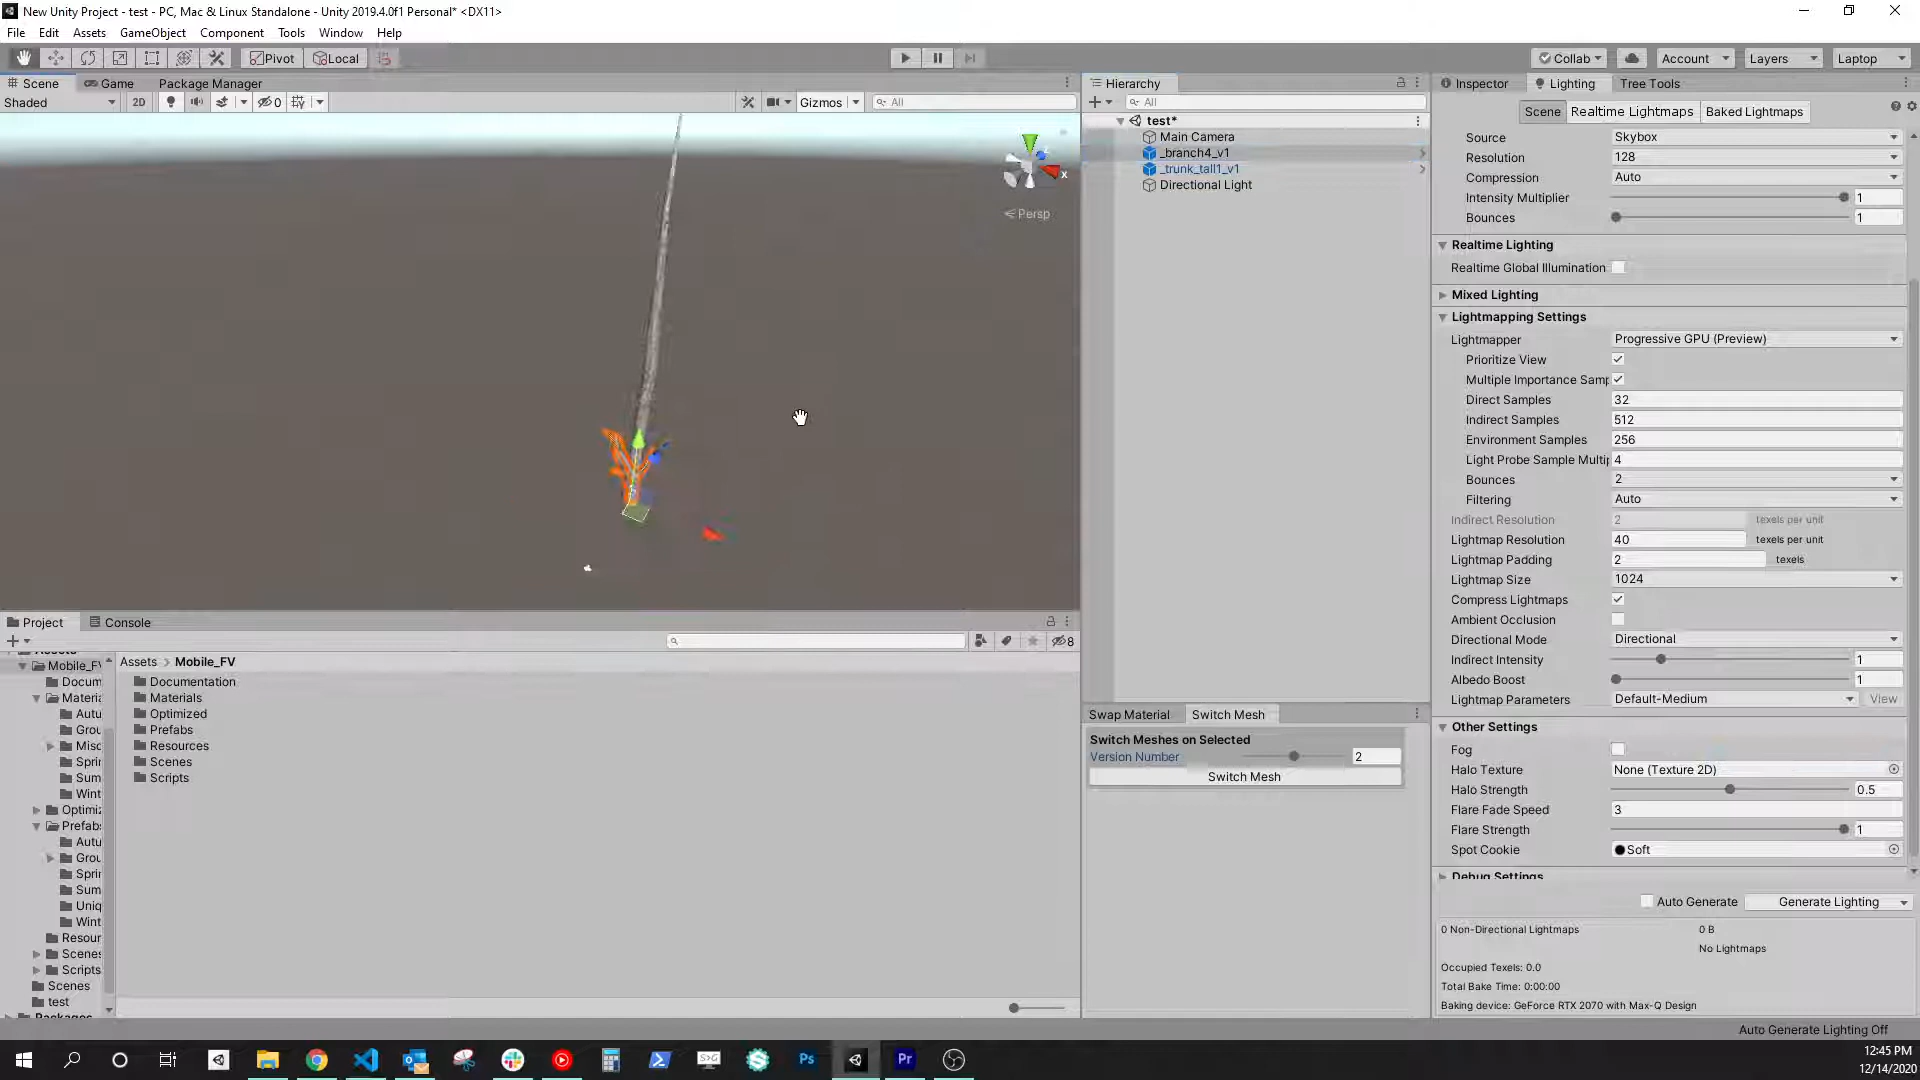 New Unity Project - test - PC, Mac & Linux Standalone - Unity 2019.4.0f1 Personal* <DX11>
File Edit Assets GameObject Component Tools Window Help
Pivot Local Collab Account Layers Laptop
Scene Game Package Manager
Shaded 2D 0 Gizmos All
x
Persp
Hierarchy
All
test*
Main Camera
_branch4_v1
_trunk_tall1_v1
Directional Light
Inspector Lighting Tree Tools
Scene Realtime Lightmaps Baked Lightmaps
Source Skybox
Resolution 128
Compression Auto
Intensity Multiplier 1
Bounces 1
Realtime Lighting
Realtime Global Illumination
Mixed Lighting
Lightmapping Settings
Lightmapper Progressive GPU (Preview)
Prioritize View
Multiple Importance Samp
Direct Samples 32
Indirect Samples 512
Environment Samples 256
Light Probe Sample Multip 4
Bounces 2
Filtering Auto
Indirect Resolution 2 texels per unit
Lightmap Resolution 40 texels per unit
Lightmap Padding 2 texels
Lightmap Size 1024
Compress Lightmaps
Ambient Occlusion
Directional Mode Directional
Indirect Intensity 1
Albedo Boost 1
Lightmap Parameters Default-Medium View
Other Settings
Fog
Halo Texture None (Texture 2D)
Halo Strength 0.5
Flare Fade Speed 3
Flare Strength 1
Spot Cookie Soft
Debug Settings
Auto Generate Generate Lighting
0 Non-Directional Lightmaps 0 B
No Lightmaps
Occupied Texels: 0.0
Total Bake Time: 0:00:00
Baking device: GeForce RTX 2070 with Max-Q Design
Auto Generate Lighting Off
Swap Material Switch Mesh
Switch Meshes on Selected
Version Number 2
Switch Mesh
Project Console
8
Assets
Mobile_FV
Docum
Materia
Autu
Grou
Misc
Sprin
Sum
Wint
Optimiz
Prefabs
Autu
Grou
Sprin
Sum
Uniq
Wint
Resour
Scenes
Scripts
Scenes
test
Packages
Assets > Mobile_FV
Documentation
Materials
Optimized
Prefabs
Resources
Scenes
Scripts
Ps Pr
12:45 PM
12/14/2020